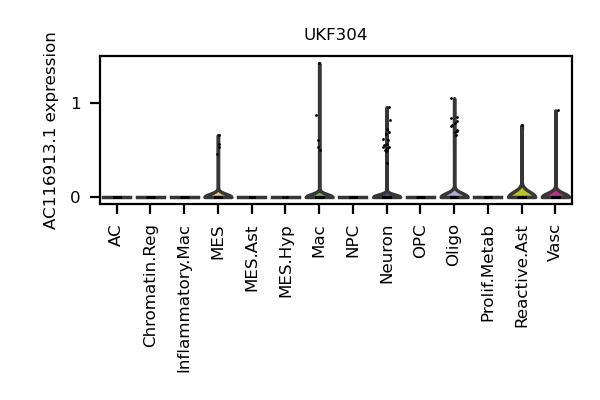 UKF304
AC116913.1 expression
1
0
AC
Chromatin.Reg
Inflammatory.Mac
MES
MES.Ast
MES.Hyp
Mac
NPC
Neuron
OPC
Oligo
Prolif.Metab
Reactive.Ast
Vasc